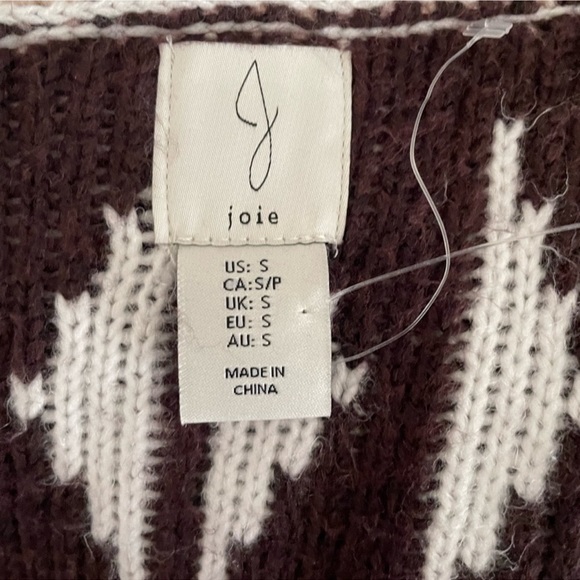 J
joie
US: S
CA:S/P
UK: S
EU: S
AU: S
MADE IN
CHINA